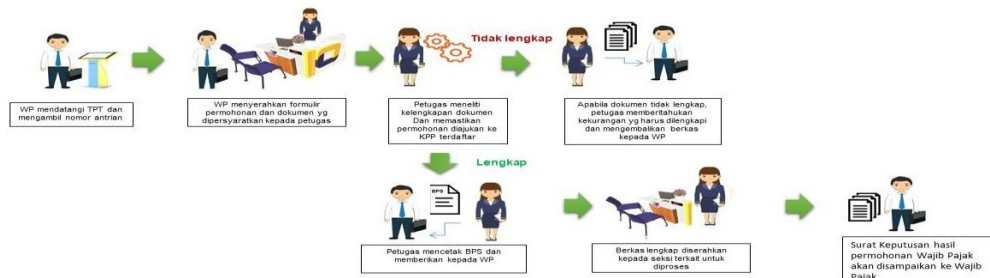 Tidak lengkap
WP mendatangi TPT dan
mengambil nomor antrian
WP menyerahkan formulir
permohonan dan dokumen yg
dipersyaratkan kepada petugas
Petugas meneliti
kelengkapan dokumen
Dan memastikan
permohonan diajukan ke
KPP terdaftar
Apabila dokumen tidak lengkap,
petugas memberitahukan
kekurangan yg harus dilengkapi
dan mengembalikan berkas
kepada WP
Lengkap
BPS
Petugas mencetak BPS dan
memberikan kepada WP
Berkas lengkap diserahkan
kepada seksi terkait untuk
diproses
Surat Keputusan hasil
permohonan Wajib Pajak
akan disampaikan ke Wajib
Pajak